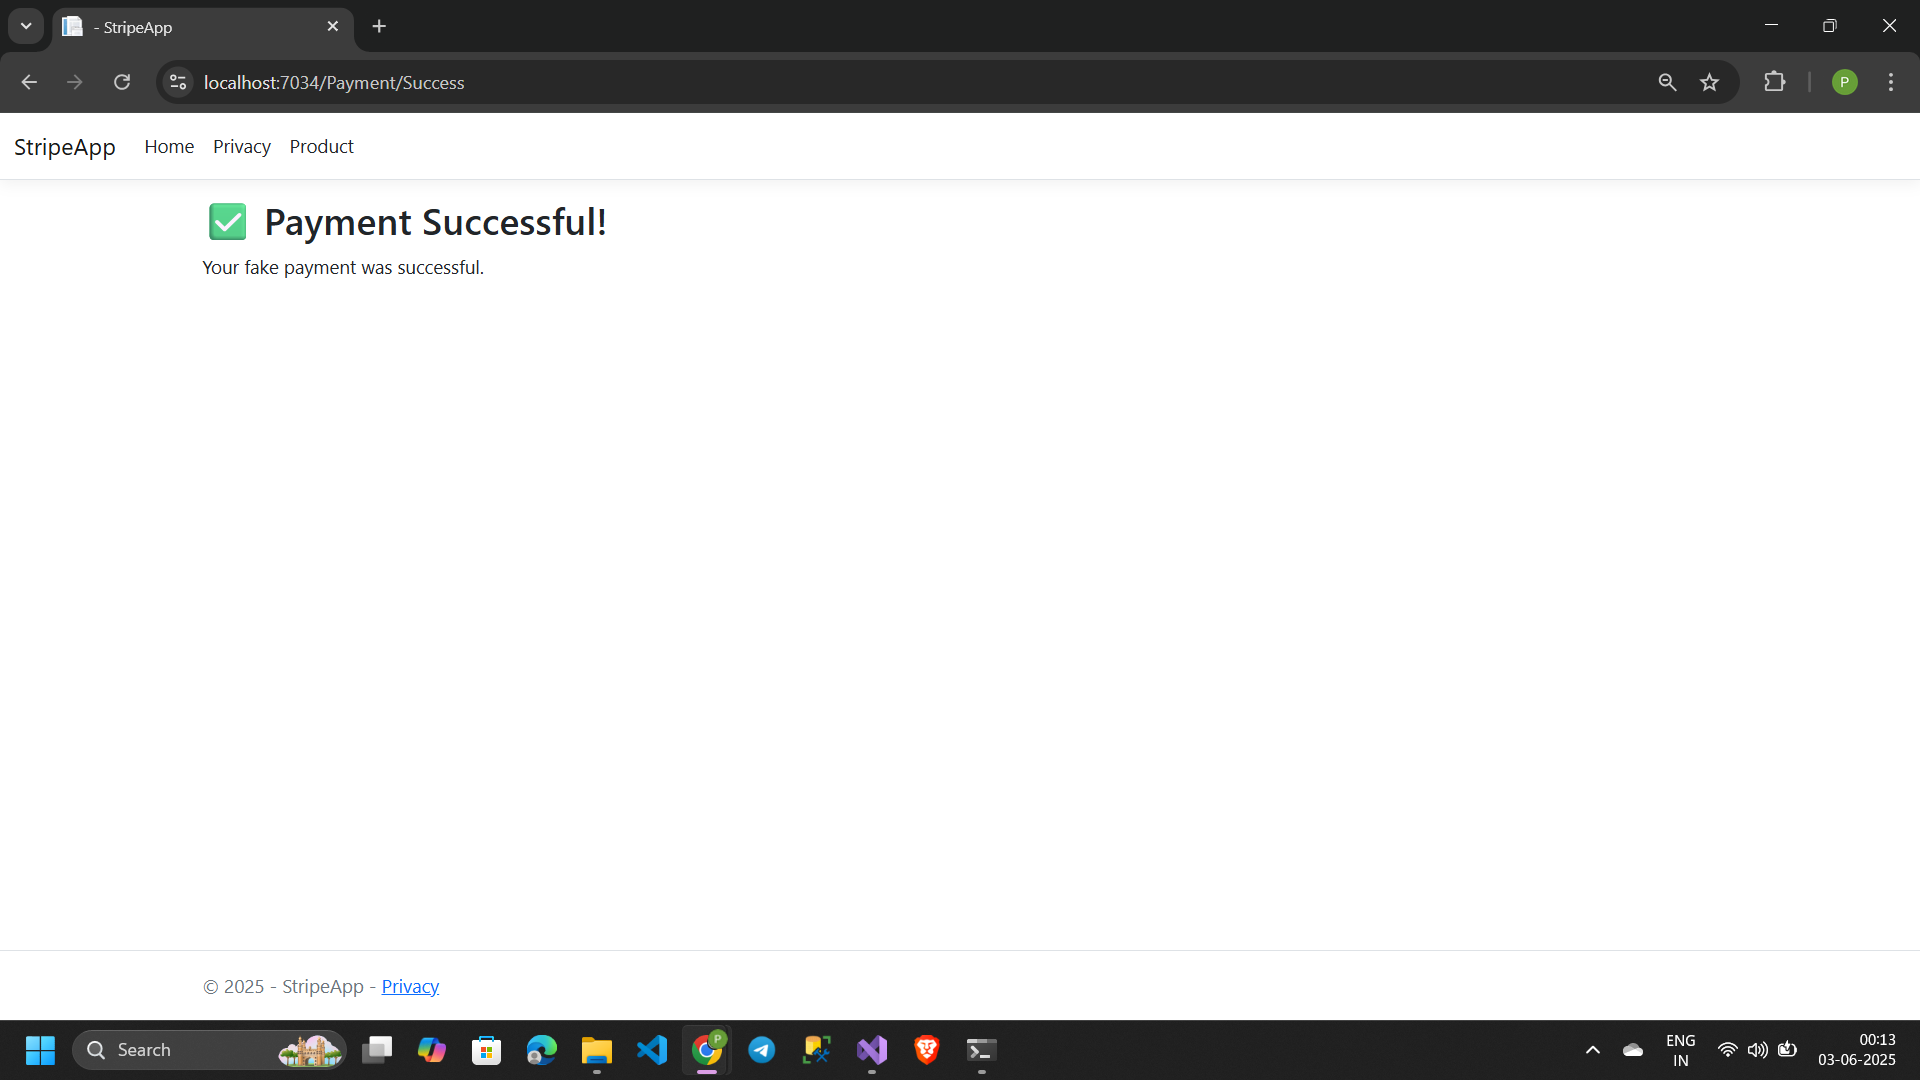 - StripeApp
localhost:7034/Payment/Success
P
StripeApp Home Privacy Product
✅ Payment Successful!
Your fake payment was successful.
© 2025 - StripeApp - Privacy
Search
P
ENG
IN
00:13
03-06-2025